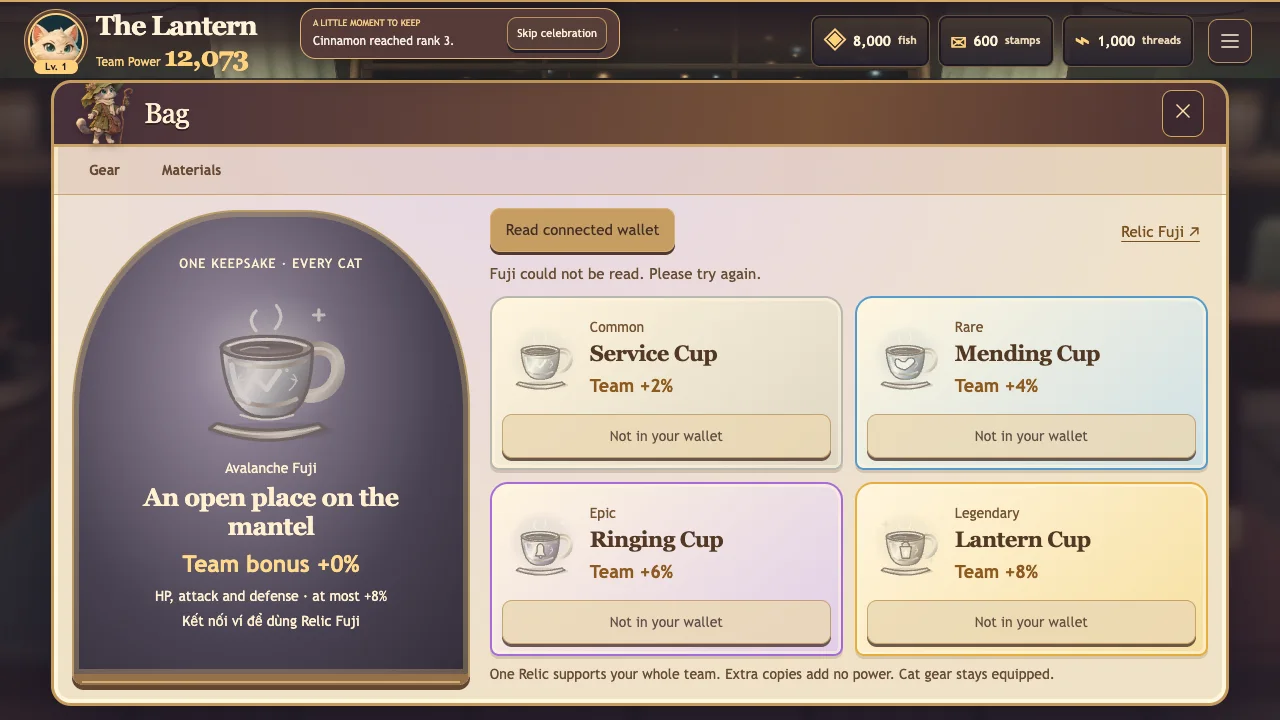 The Lantern
Lv. 1
Team Power 12,073
A LITTLE MOMENT TO KEEP
Cinnamon reached rank 3.
Skip celebration
8,000 fish
600 stamps
1,000 threads
Bag
Gear
Materials
ONE KEEPSAKE · EVERY CAT
Avalanche Fuji
An open place on the
mantel
Team bonus +0%
HP, attack and defense · at most +8%
Kết nối ví để dùng Relic Fuji
Read connected wallet
Relic Fuji ↗
Fuji could not be read. Please try again.
Common
Service Cup
Team +2%
Not in your wallet
Rare
Mending Cup
Team +4%
Not in your wallet
Epic
Ringing Cup
Team +6%
Not in your wallet
Legendary
Lantern Cup
Team +8%
Not in your wallet
One Relic supports your whole team. Extra copies add no power. Cat gear stays equipped.